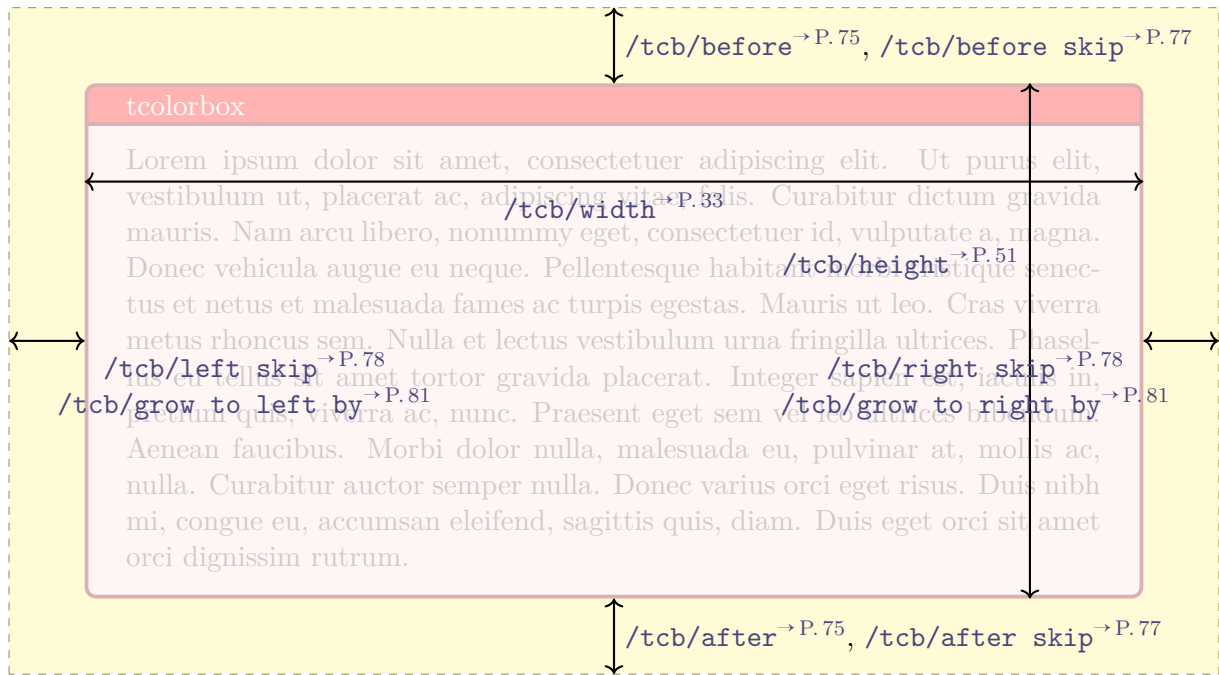 /tcb/before→P. 75, /tcb/before skip→P. 77
tcolorbox
Lorem ipsum dolor sit amet, consectetuer adipiscing elit. Ut purus elit,
vestibulum ut, placerat ac, adipiscing vitae, felis. Curabitur dictum gravida
/tcb/width→P. 33
mauris. Nam arcu libero, nonummy eget, consectetuer id, vulputate a, magna.
Donec vehicula augue eu neque. Pellentesque habitant morbi tristique senec-
/tcb/height→P. 51
tus et netus et malesuada fames ac turpis egestas. Mauris ut leo. Cras viverra
metus rhoncus sem. Nulla et lectus vestibulum urna fringilla ultrices. Phasel-
/tcb/left skip→P. 78
/tcb/right skip→P. 78
lus eu tellus sit amet tortor gravida placerat. Integer sapien est, iaculis in,
/tcb/grow to left by→P. 81
/tcb/grow to right by→P. 81
pretium quis, viverra ac, nunc. Praesent eget sem vel leo ultrices bibendum.
Aenean faucibus. Morbi dolor nulla, malesuada eu, pulvinar at, mollis ac,
nulla. Curabitur auctor semper nulla. Donec varius orci eget risus. Duis nibh
mi, congue eu, accumsan eleifend, sagittis quis, diam. Duis eget orci sit amet
orci dignissim rutrum.
/tcb/after→P. 75, /tcb/after skip→P. 77